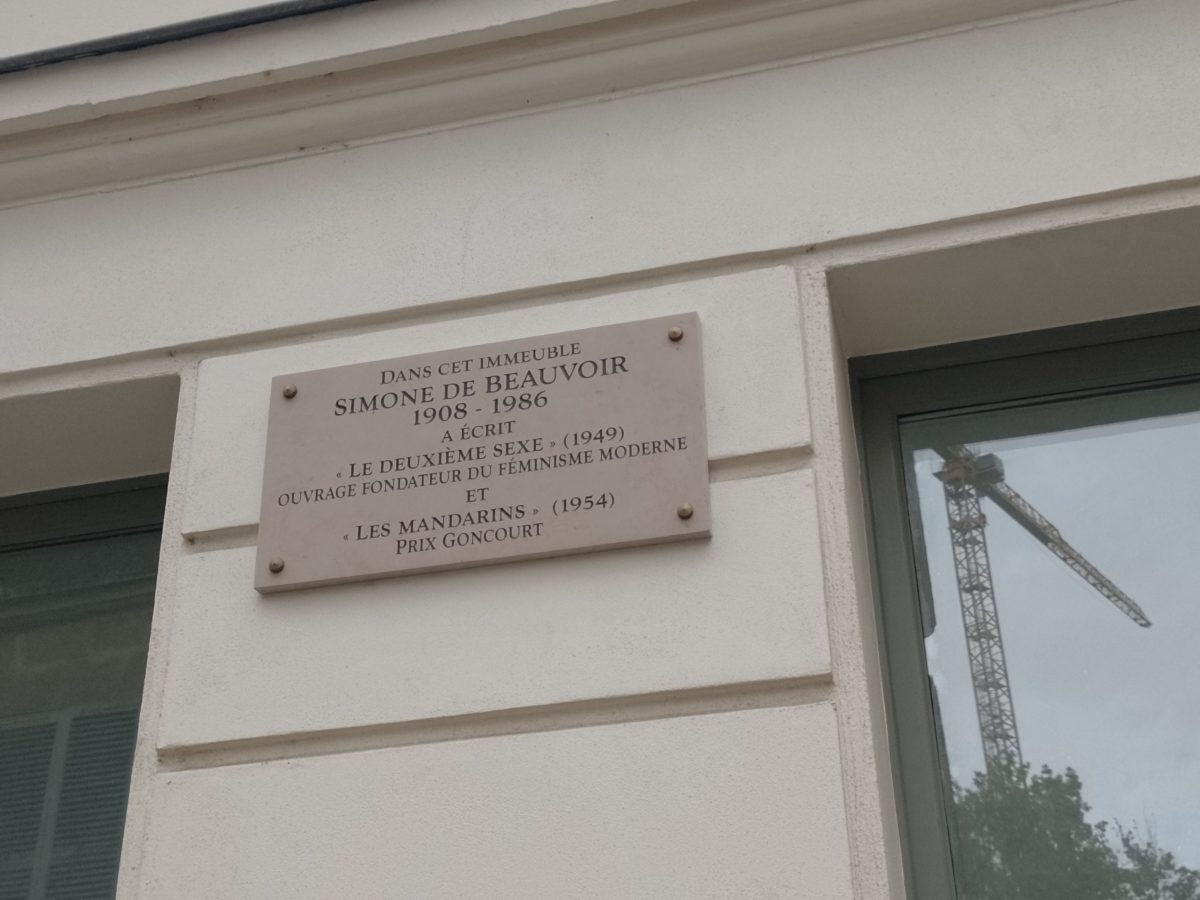 DANS CET IMMEUBLE
SIMONE DE BEAUVOIR
1908 - 1986
A ÉCRIT
« LE DEUXIÈME SEXE » (1949)
OUVRAGE FONDATEUR DU FÉMINISME MODERNE
ET
« LES MANDARINS » (1954)
PRIX GONCOURT